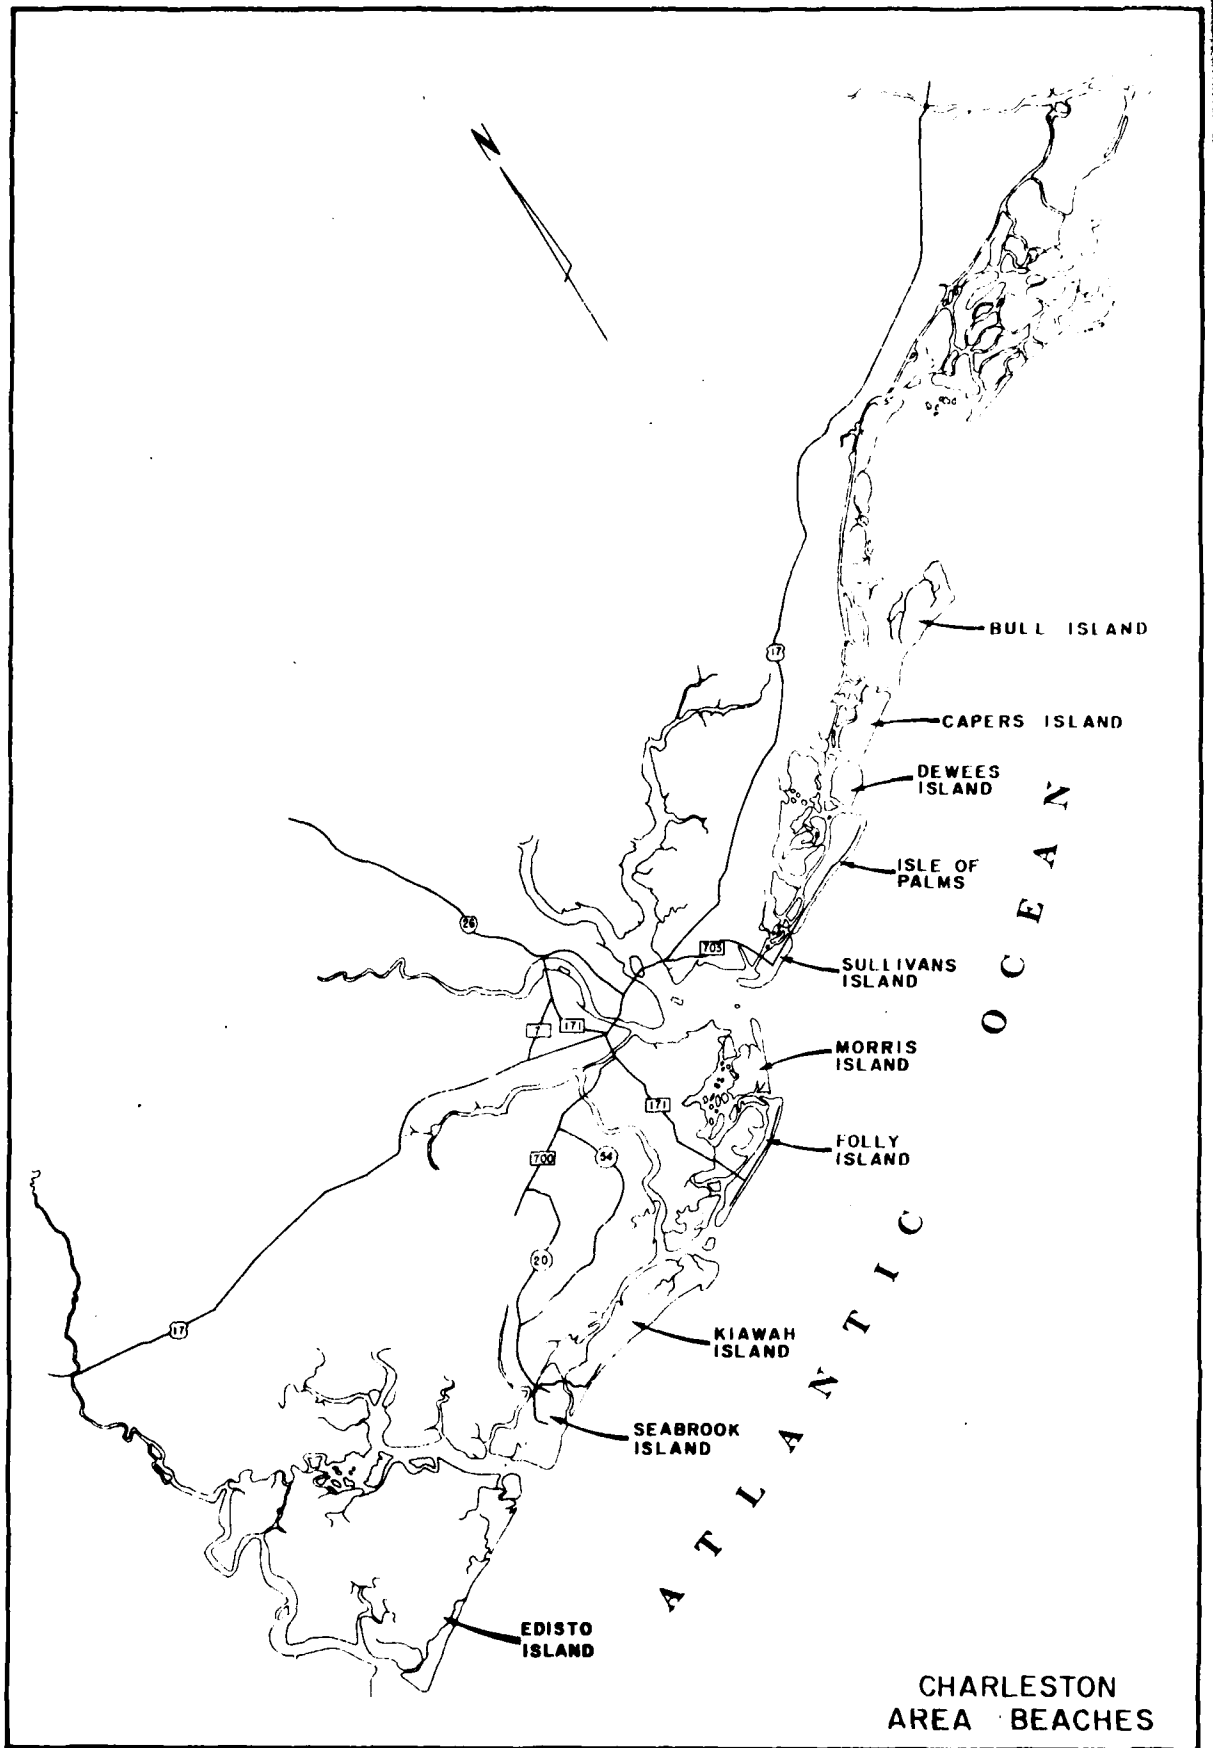 N
17
BULL ISLAND
CAPERS ISLAND
DEWEES
ISLAND
ISLE OF
PALMS
26
703
SULLIVANS
ISLAND
7
171
MORRIS
ISLAND
171
FOLLY
ISLAND
700
54
20
17
KIAWAH
ISLAND
SEABROOK
ISLAND
EDISTO
ISLAND
ATLANTIC OCEAN
CHARLESTON
AREA BEACHES